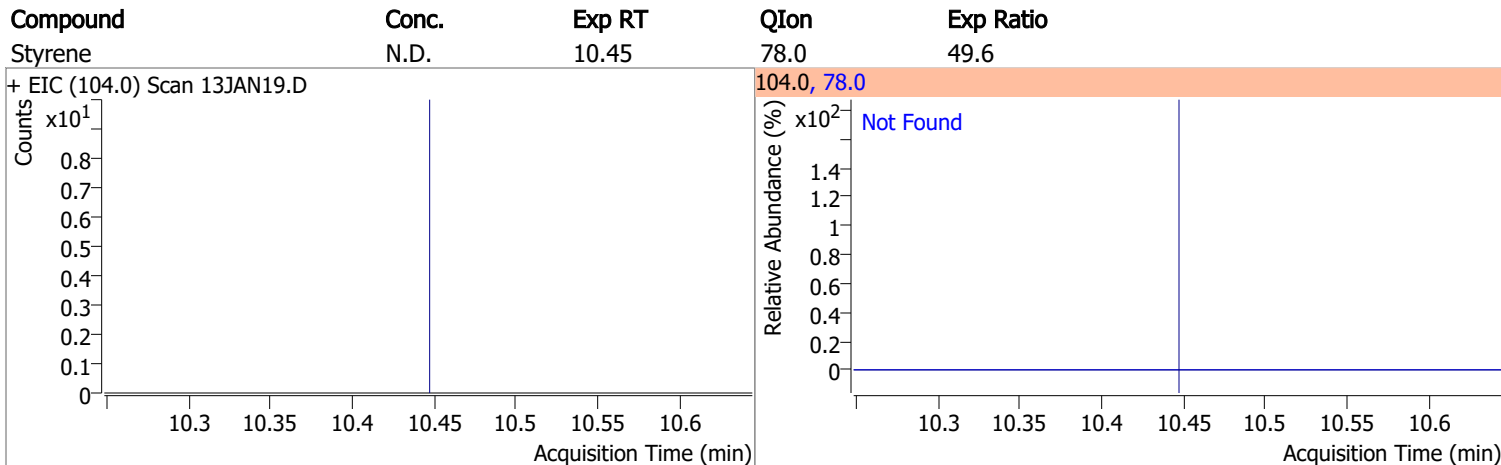 Compound Conc. Exp RT QIon Exp Ratio
Styrene N.D. 10.45 78.0 49.6
+ EIC (104.0) Scan 13JAN19.D
Counts
x10¹
0.8
0.7
0.6
0.5
0.4
0.3
0.2
0.1
0
10.3 10.35 10.4 10.45 10.5 10.55 10.6
Acquisition Time (min)
104.0, 78.0
Relative Abundance (%)
x10²
Not Found
1.4
1.2
1
0.8
0.6
0.4
0.2
0
10.3 10.35 10.4 10.45 10.5 10.55 10.6
Acquisition Time (min)